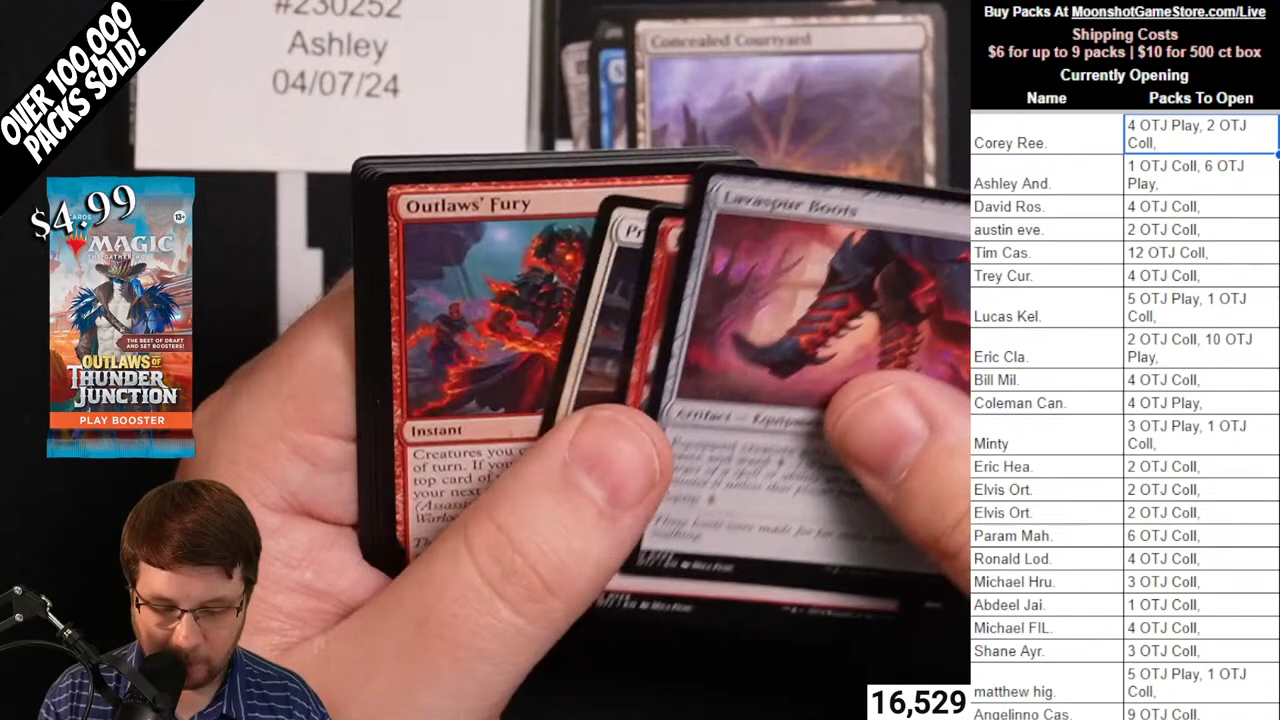 OVER 100,000
PACKS SOLD!
#230252
Ashley
04/07/24
Concealed Courtyard
Outlaws' Fury
Lavaspur Boots
Instant
Creatures you
of turn. If you
top card of
your next
Artifact — Equipment
$4.99
CARDS
13+
MAGIC
THE GATHERING
THE BEST OF DRAFT
AND SET BOOSTERS!
OUTLAWS OF
THUNDER
JUNCTION
PLAY BOOSTER
16,529
Buy Packs At MoonshotGameStore.com/Live
Shipping Costs
$6 for up to 9 packs | $10 for 500 ct box
Currently Opening
Name Packs To Open
Corey Ree. 4 OTJ Play, 2 OTJ
Coll,
Ashley And. 1 OTJ Coll, 6 OTJ
Play,
David Ros. 4 OTJ Coll,
austin eve. 2 OTJ Coll,
Tim Cas. 12 OTJ Coll,
Trey Cur. 4 OTJ Coll,
Lucas Kel. 5 OTJ Play, 1 OTJ
Coll,
Eric Cla. 2 OTJ Coll, 10 OTJ
Play,
Bill Mil. 4 OTJ Coll,
Coleman Can. 4 OTJ Play,
Minty 3 OTJ Play, 1 OTJ
Coll,
Eric Hea. 2 OTJ Coll,
Elvis Ort. 2 OTJ Coll,
Elvis Ort. 2 OTJ Coll,
Param Mah. 6 OTJ Coll,
Ronald Lod. 4 OTJ Coll,
Michael Hru. 3 OTJ Coll,
Abdeel Jai. 1 OTJ Coll,
Michael FIL. 4 OTJ Coll,
Shane Ayr. 3 OTJ Coll,
matthew hig. 5 OTJ Play, 1 OTJ
Coll,
Angelinno Cas. 9 OTJ Coll,